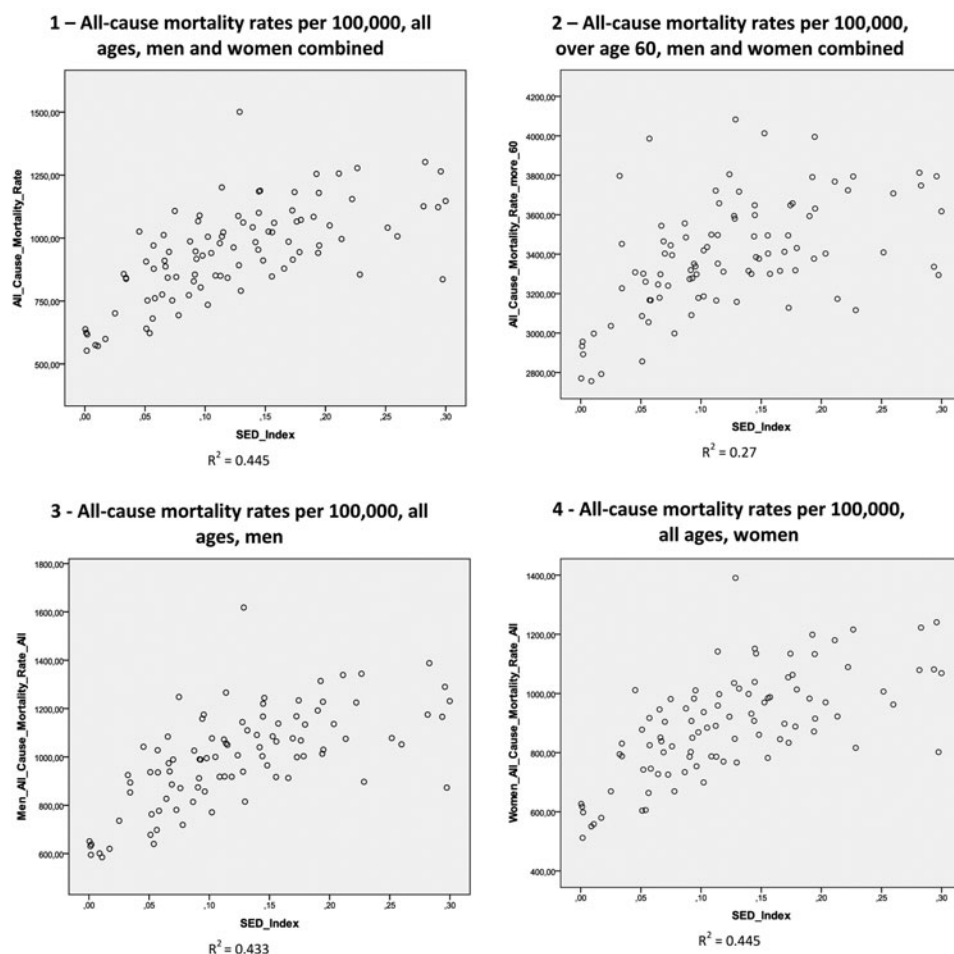 1 – All-cause mortality rates per 100,000, all
ages, men and women combined
All_Cause_Mortality_Rate
1500,00
1250,00
1000,00
750,00
500,00
,00 ,05 ,10 ,15 ,20 ,25 ,30
SED_Index
R² = 0.445
2 – All-cause mortality rates per 100,000,
over age 60, men and women combined
All_Cause_Mortality_Rate_more_60
4200,00
4000,00
3800,00
3600,00
3400,00
3200,00
3000,00
2800,00
,00 ,05 ,10 ,15 ,20 ,25 ,30
SED_Index
R² = 0.27
3 - All-cause mortality rates per 100,000, all
ages, men
Men_All_Cause_Mortality_Rate_All
1800,00
1600,00
1400,00
1200,00
1000,00
800,00
600,00
,00 ,05 ,10 ,15 ,20 ,25 ,30
SED_Index
R² = 0.433
4 - All-cause mortality rates per 100,000,
all ages, women
Women_All_Cause_Mortality_Rate_All
1400,00
1200,00
1000,00
800,00
600,00
400,00
,00 ,05 ,10 ,15 ,20 ,25 ,30
SED_Index
R² = 0.445